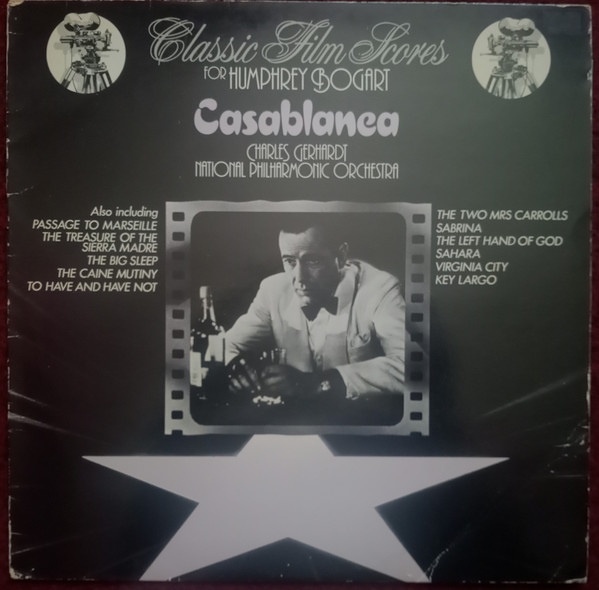 Classic Film Scores
FOR HUMPHREY BOGART
Casablanca
CHARLES GERHARDT
NATIONAL PHILHARMONIC ORCHESTRA
Also including
PASSAGE TO MARSEILLE
THE TREASURE OF THE
SIERRA MADRE
THE BIG SLEEP
THE CAINE MUTINY
TO HAVE AND HAVE NOT
THE TWO MRS CARROLLS
SABRINA
THE LEFT HAND OF GOD
SAHARA
VIRGINIA CITY
KEY LARGO